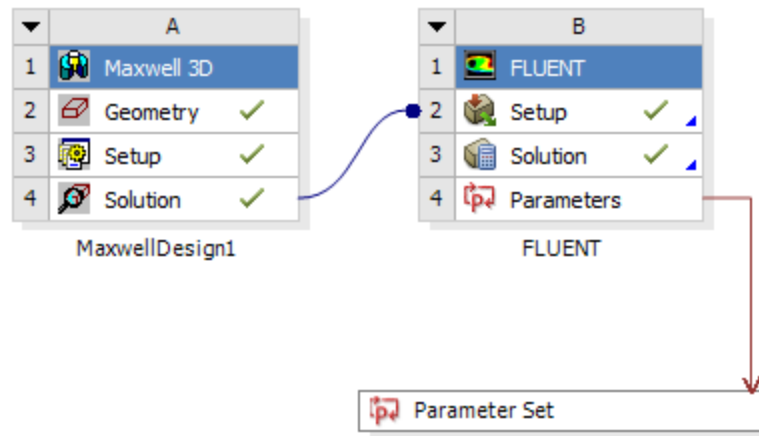 A
1 Maxwell 3D
2 Geometry
3 Setup
4 Solution
MaxwellDesign1
B
1 FLUENT
2 Setup
3 Solution
4 Parameters
FLUENT
Parameter Set